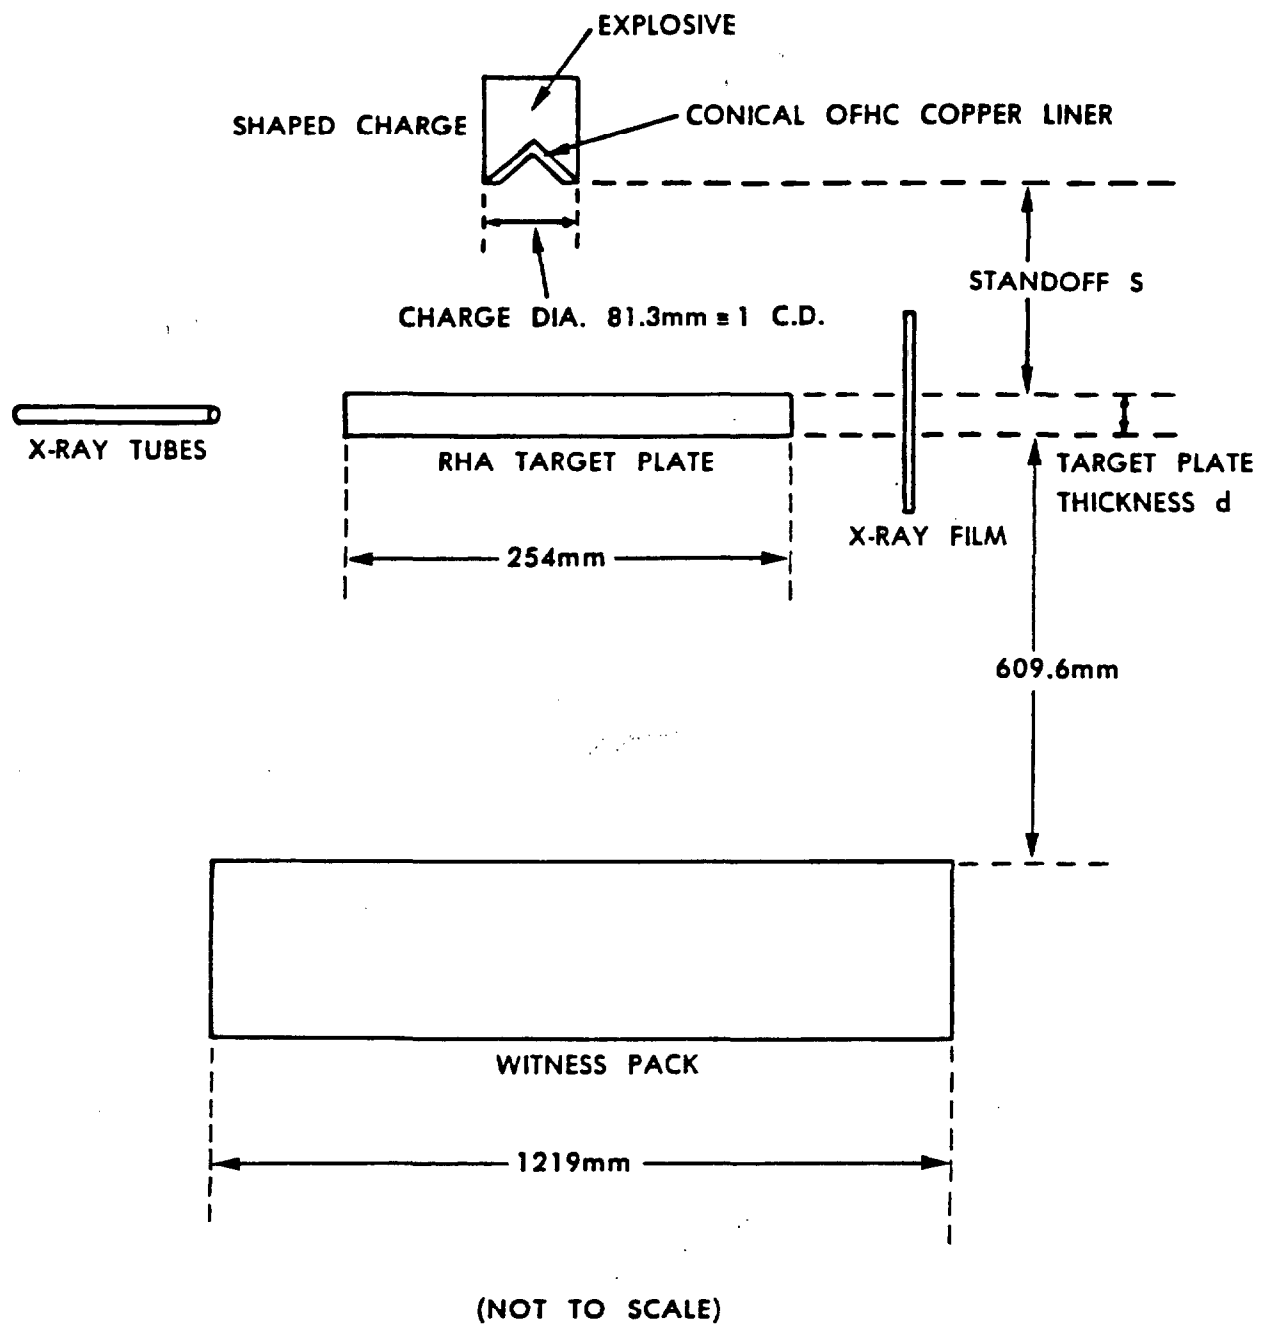 EXPLOSIVE
SHAPED CHARGE
CONICAL OFHC COPPER LINER
STANDOFF S
CHARGE DIA. 81.3mm ≡ 1 C.D.
X-RAY TUBES
RHA TARGET PLATE
TARGET PLATE
THICKNESS d
X-RAY FILM
254mm
609.6mm
WITNESS PACK
1219mm
(NOT TO SCALE)